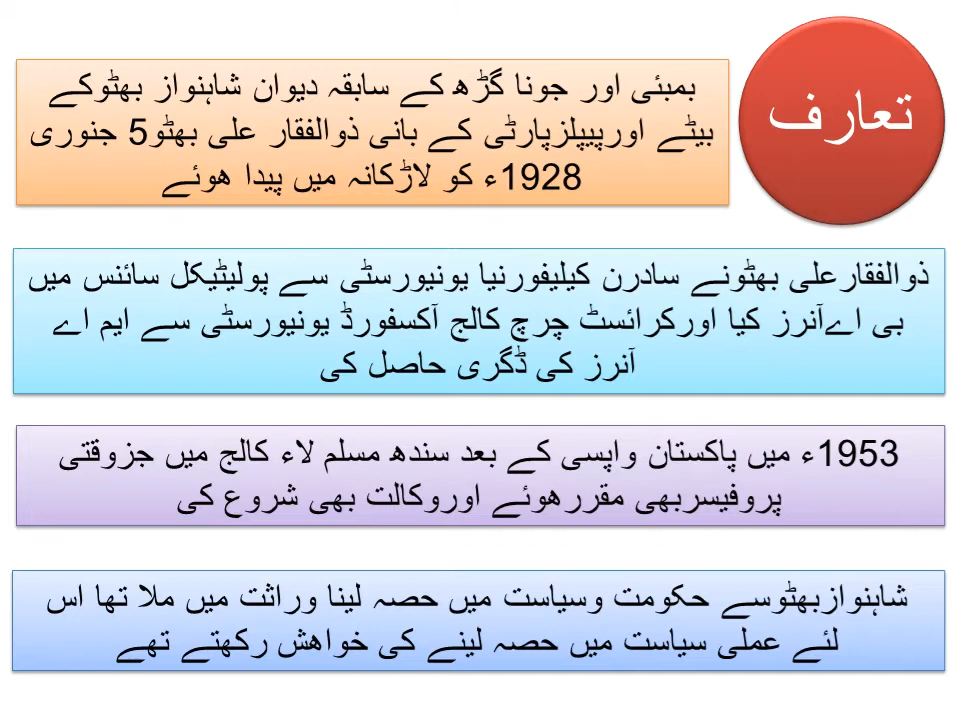 تعارف
بمبئی اور جونا گڑھ کے سابقہ دیوان شاہنواز بھٹوکے
بیٹے اورپیپلزپارٹی کے بانی ذوالفقار علی بھٹو5 جنوری
1928ء کو لاڑکانہ میں پیدا ھوئے
ذوالفقارعلی بھٹونے سادرن کیلیفورنیا یونیورسٹی سے پولیٹیکل سائنس میں
بی اےآنرز کیا اورکرائسٹ چرچ کالج آکسفورڈ یونیورسٹی سے ایم اے
آنرز کی ڈگری حاصل کی
1953ء میں پاکستان واپسی کے بعد سندھ مسلم لاء کالج میں جزوقتی
پروفیسربھی مقررھوئے اوروکالت بھی شروع کی
شاہنوازبھٹوسے حکومت وسیاست میں حصہ لینا وراثت میں ملا تھا اس
لئے عملی سیاست میں حصہ لینے کی خواھش رکھتے تھے